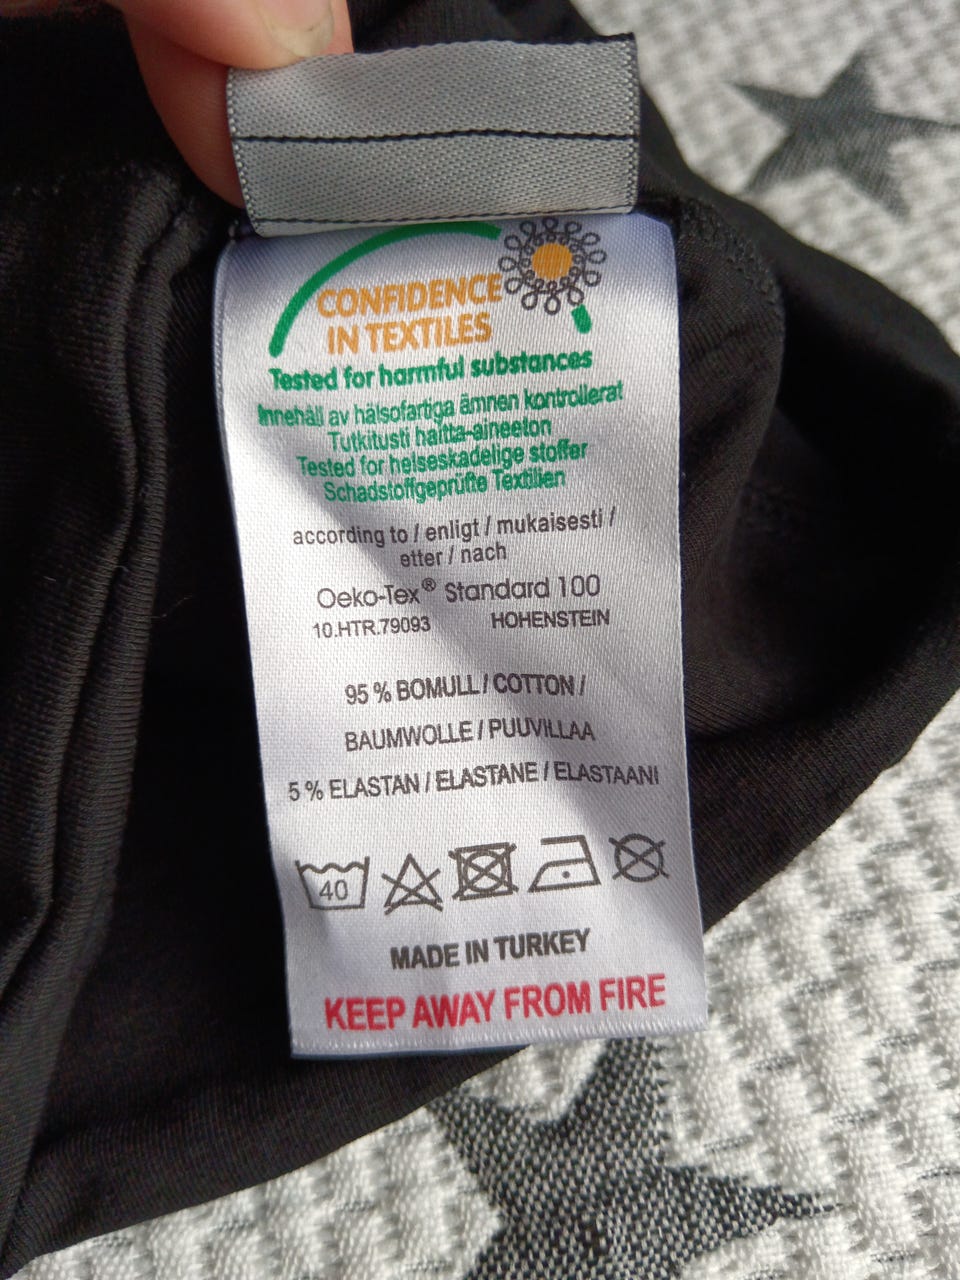 CONFIDENCE
IN TEXTILES
Tested for harmful substances
Innehåll av hälsofartiga ämnen kontrollerat
Tutkitusti haitta-aineeton
Tested for helseskadelige stoffer
Schadstoffgeprüfte Textilien
according to / enligt / mukaisesti /
etter / nach
Oeko-Tex® Standard 100
10.HTR.79093 HOHENSTEIN
95 % BOMULL / COTTON /
BAUMWOLLE / PUUVILLAA
5 % ELASTAN / ELASTANE / ELASTAANI
40
MADE IN TURKEY
KEEP AWAY FROM FIRE